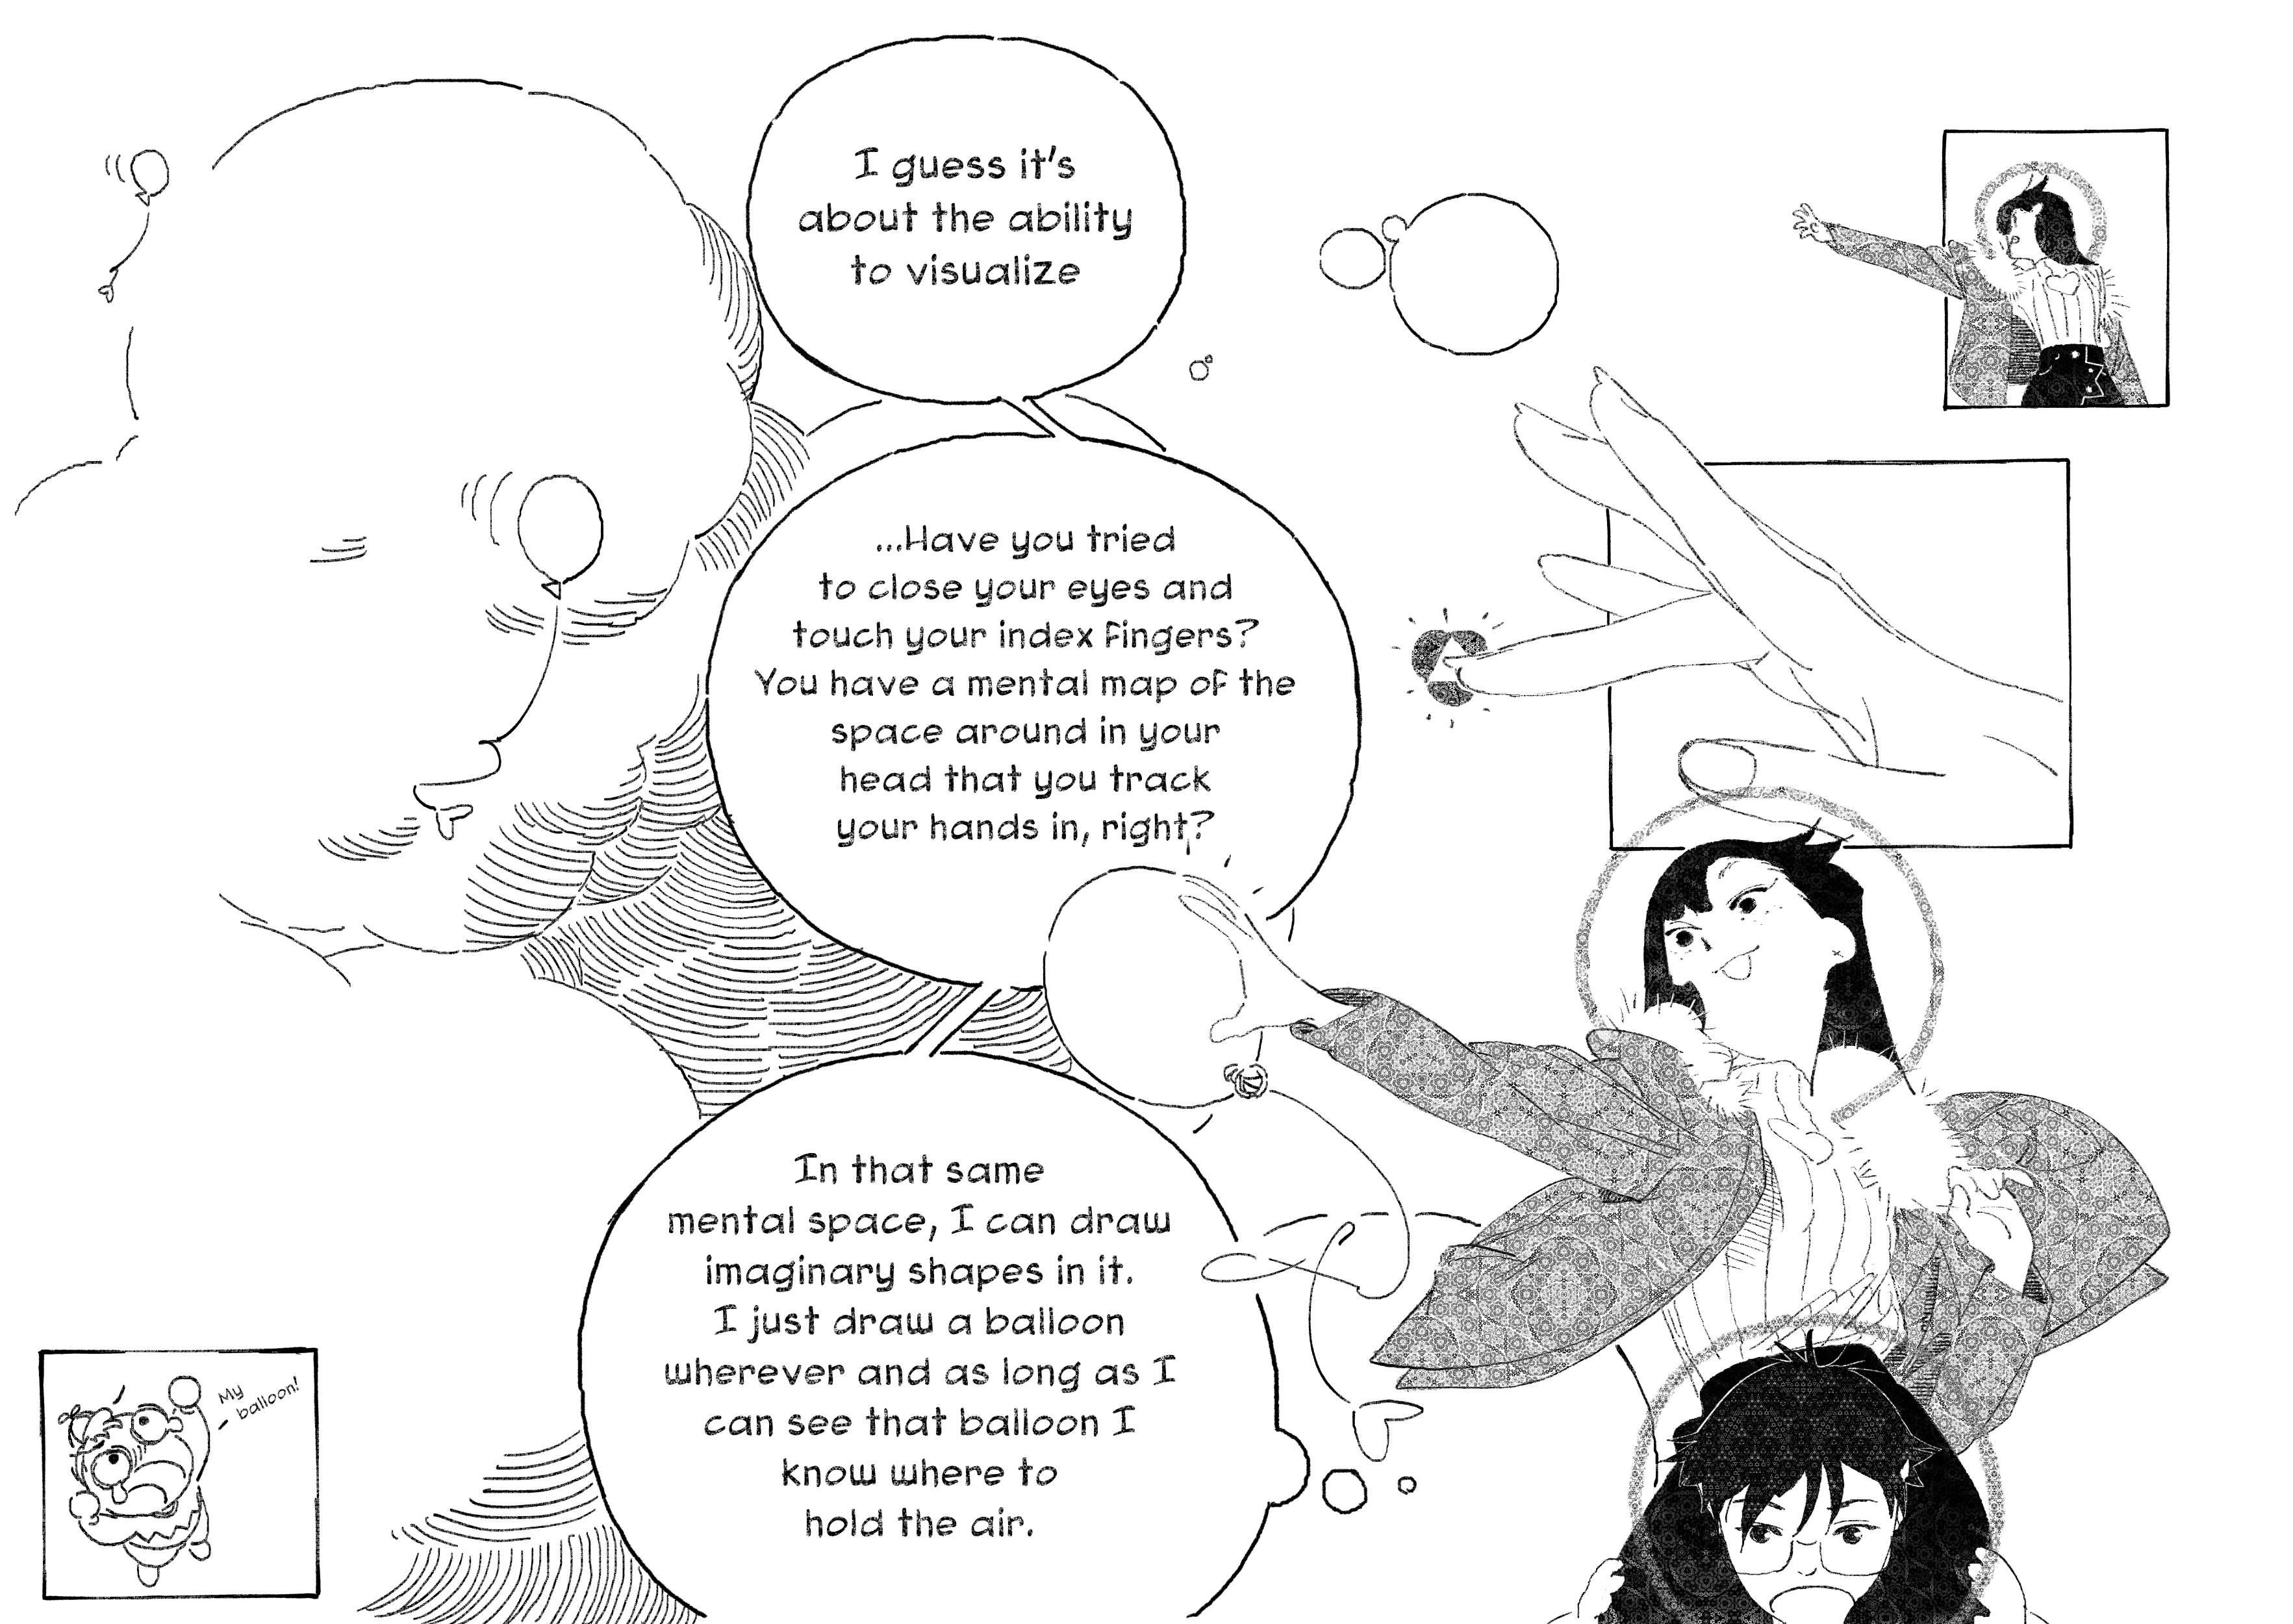 I guess it's
about the ability
to visualize
...Have you tried
to close your eyes and
touch your index fingers?
You have a mental map of the
space around in your
head that you track
your hands in, right?
In that same
mental space, I can draw
imaginary shapes in it.
I just draw a balloon
wherever and as long as I
can see that balloon I
know where to
hold the air.
My
balloon!